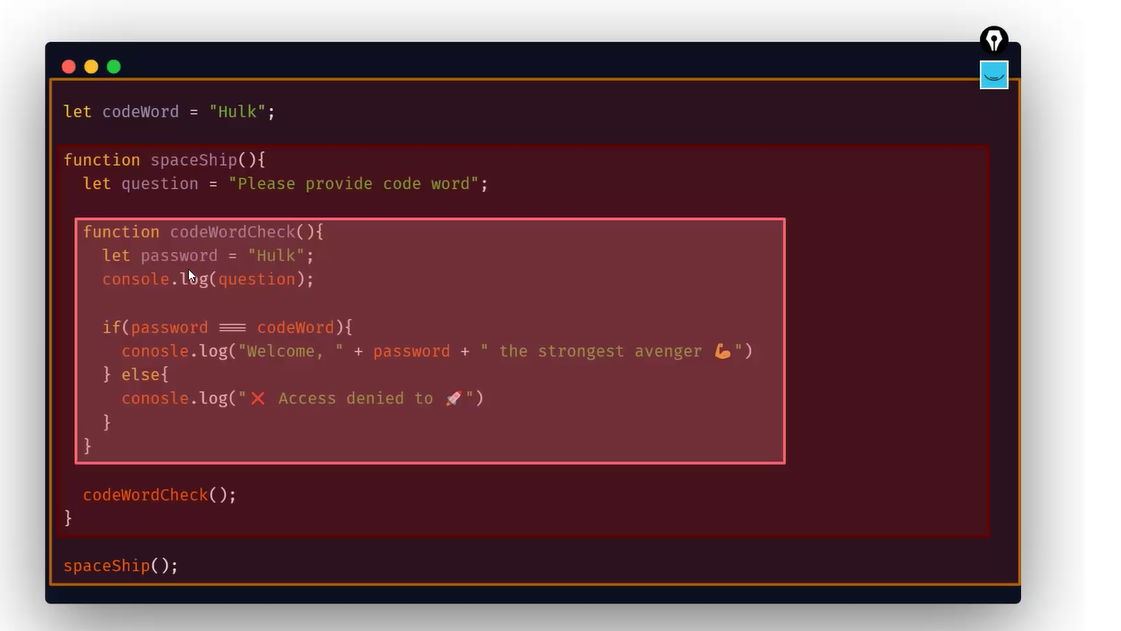 let codeWord = "Hulk";
function spaceShip(){
let question = "Please provide code word";
function codeWordCheck(){
let password = "Hulk";
console.log(question);
if(password === codeWord){
conosle.log("Welcome, " + password + " the strongest avenger 💪")
} else{
conosle.log("❌ Access denied to 🚀")
}
}
codeWordCheck();
}
spaceShip();